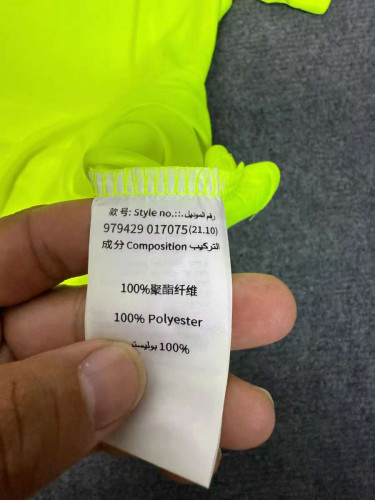 款号: Style no.::. رقم الموديل
979429 017075(21.10)
成分 Composition التركيب
100%聚酯纤维
100% Polyester
100% بوليستر